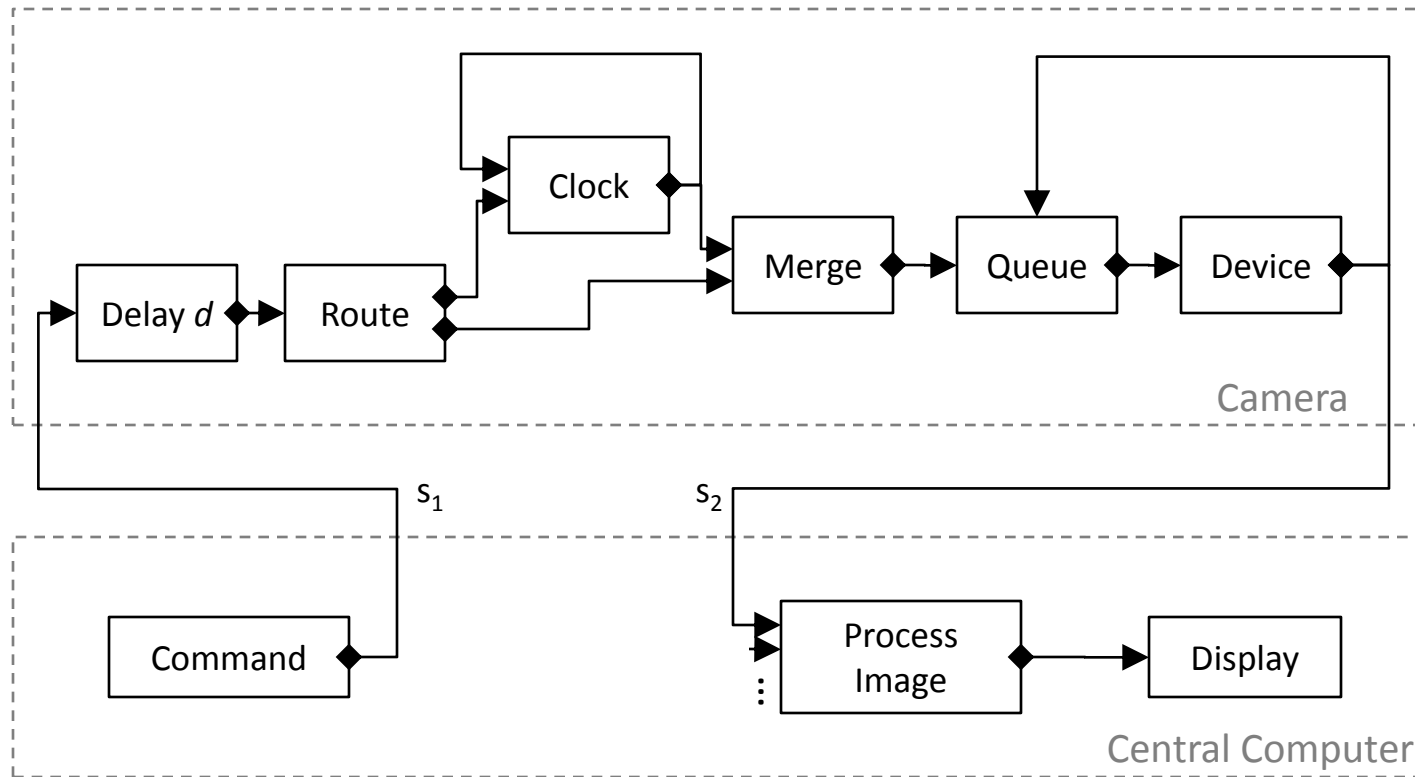 Clock
Merge
Queue
Device
Delay d
Route
Camera
s₁
s₂
Command
Process
Image
Display
...
Central Computer